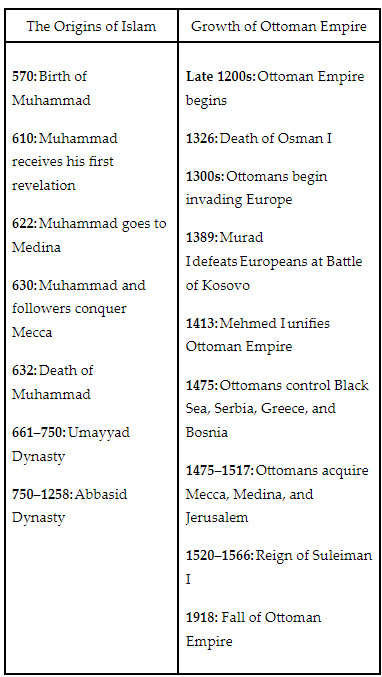 The Origins of Islam
570: Birth of
Muhammad
610: Muhammad
receives his first
revelation
622: Muhammad goes to
Medina
630: Muhammad and
followers conquer
Mecca
632: Death of
Muhammad
661–750: Umayyad
Dynasty
750–1258: Abbasid
Dynasty
Growth of Ottoman Empire
Late 1200s: Ottoman Empire
begins
1326: Death of Osman I
1300s: Ottomans begin
invading Europe
1389: Murad
I defeats Europeans at Battle
of Kosovo
1413: Mehmed I unifies
Ottoman Empire
1475: Ottomans control Black
Sea, Serbia, Greece, and
Bosnia
1475–1517: Ottomans acquire
Mecca, Medina, and
Jerusalem
1520–1566: Reign of Suleiman
I
1918: Fall of Ottoman
Empire